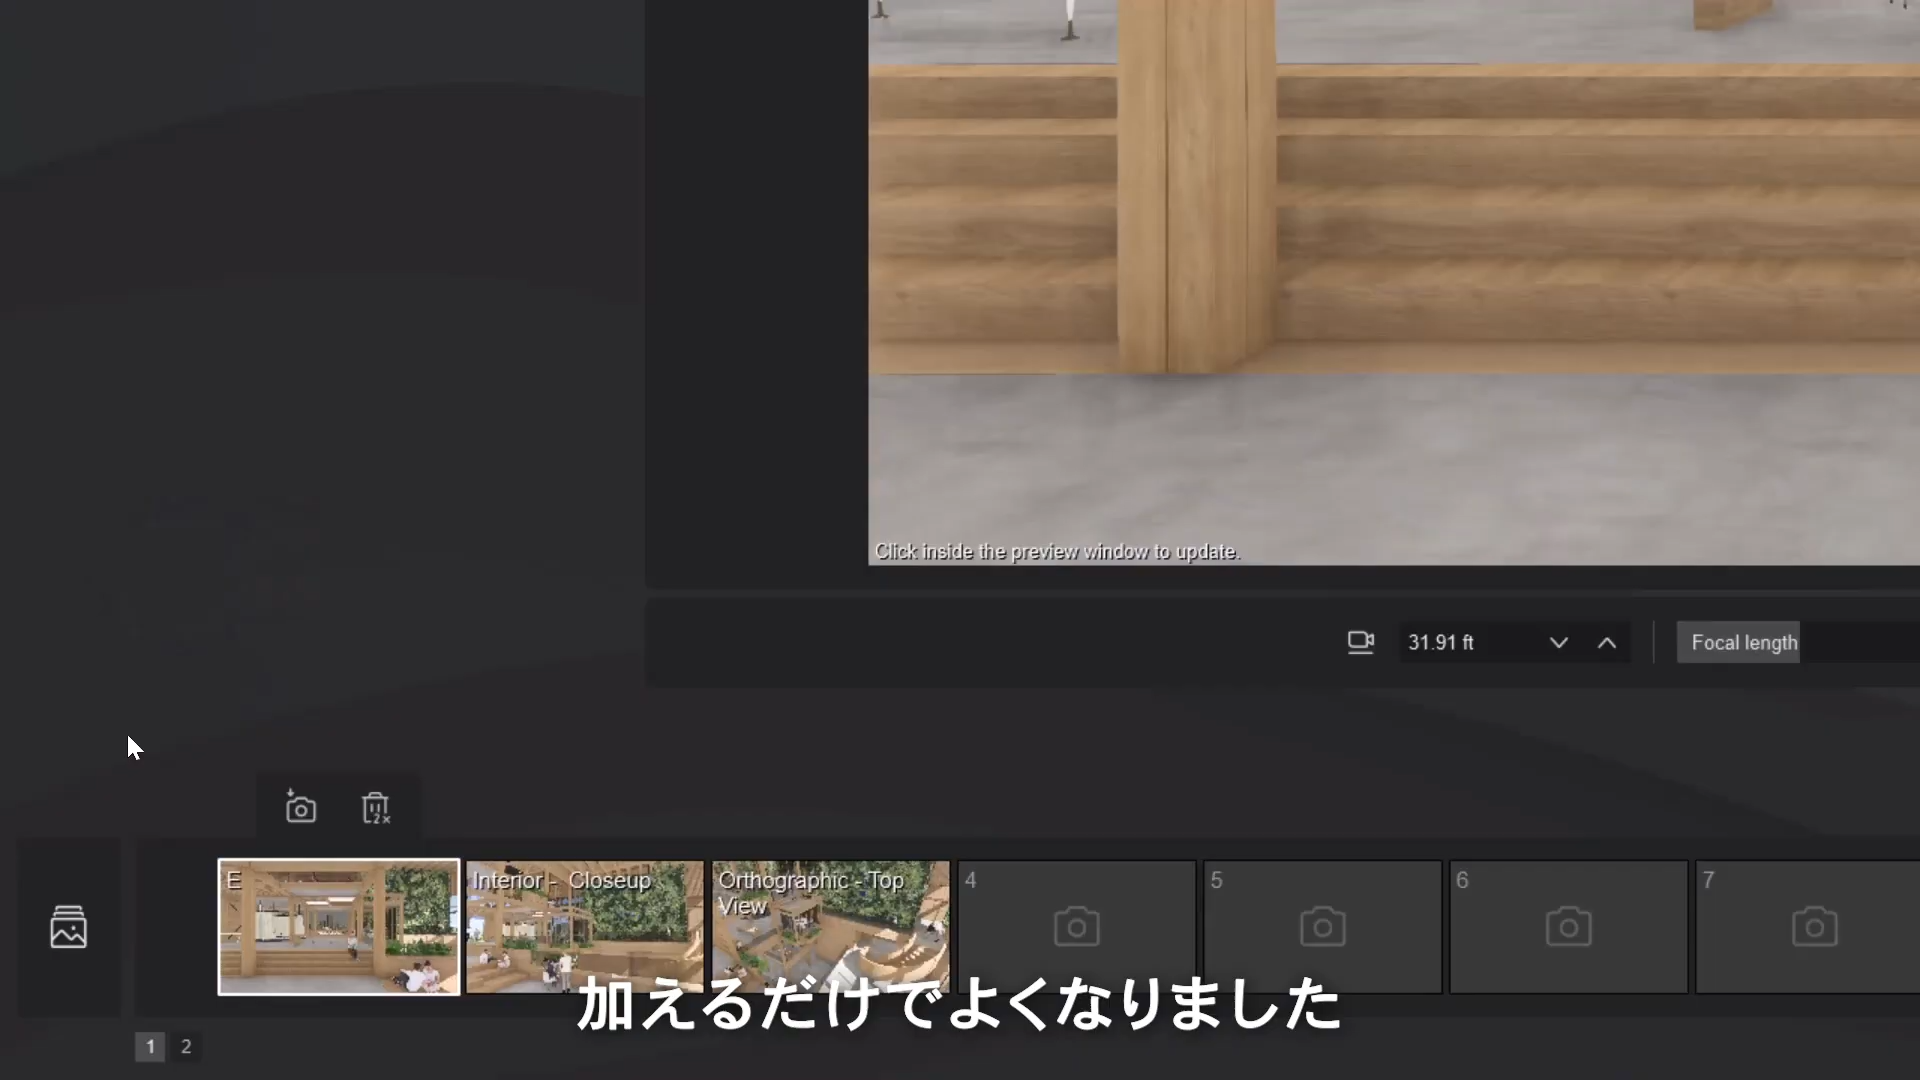 Click inside the preview window to update.
31.91 ft
Focal length
E
Interior - Closeup
Orthographic - Top
View
4
5
6
7
加えるだけでよくなりました
1
2